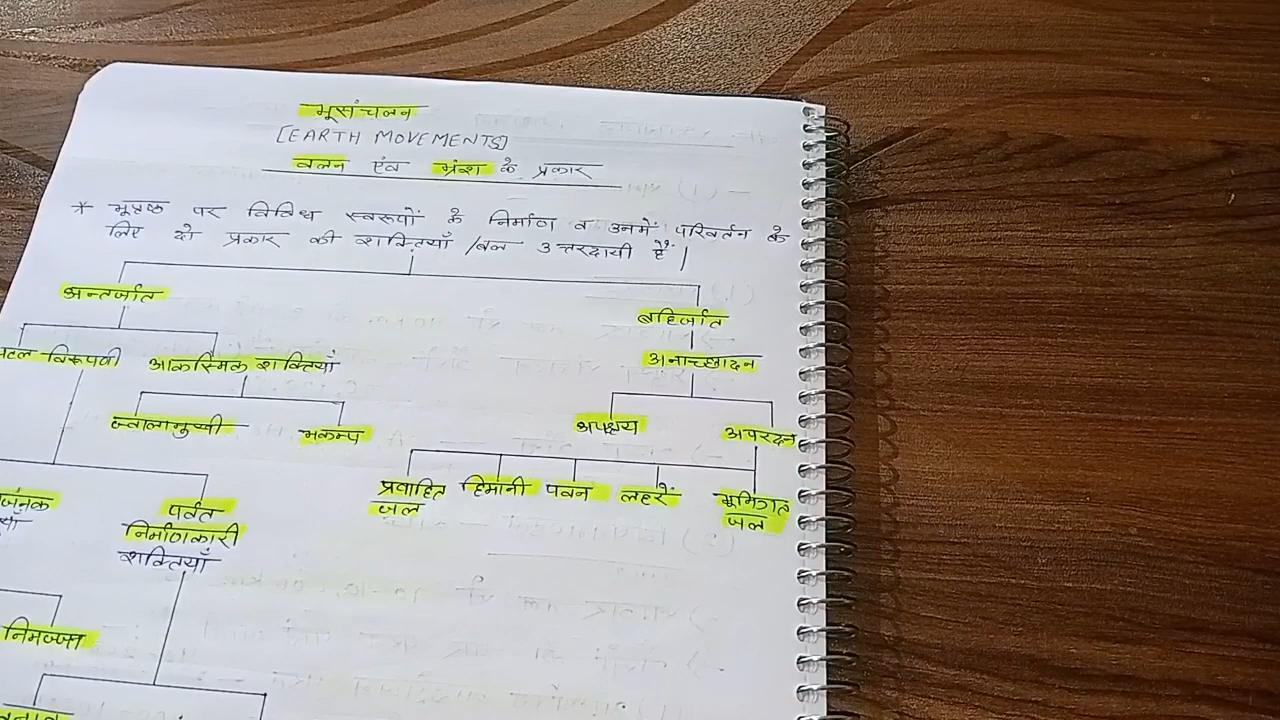 भूसंचलन
[EARTH MOVEMENTS]
वलन एंव भ्रंश के प्रकार
* भूपृष्ठ पर विविध स्वरूपों के निर्माण व उनमें परिवर्तन के
लिए दो प्रकार की शक्तियाँ /बल उत्तरदायी हैं|
अन्तर्जात
बहिर्जात
पटल विरूपणी आकस्मिक शक्तियाँ
अनाच्छादन
ज्वालामुखी भूकम्प
अपक्षय अपरदन
प्रवाहित जल
हिमानी
पवन
लहरें
भूमिगत जल
पर्वत
निर्माणकारी
शक्तियाँ
निमज्जन